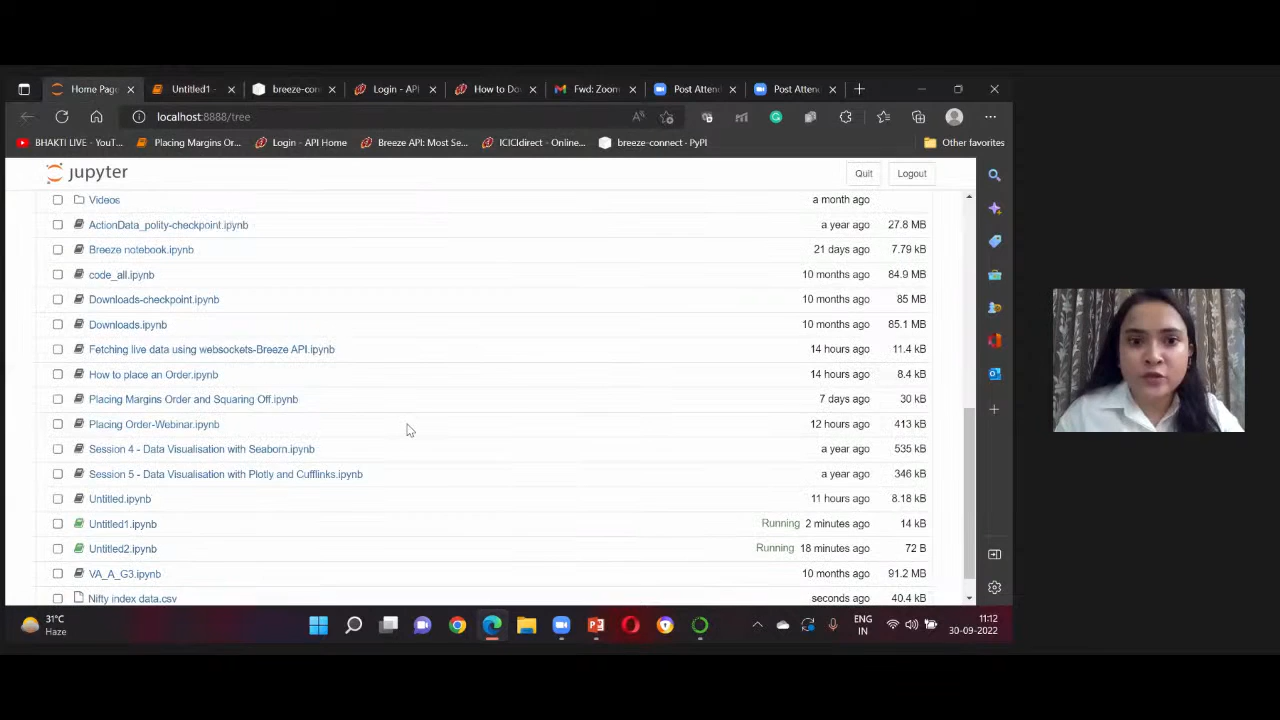 Home Page
Untitled1 -
breeze-con
Login - API
How to Do
Fwd: Zoom
Post Attend
Post Attend
localhost:8888/tree
BHAKTI LIVE - YouT...
Placing Margins Or...
Login - API Home
Breeze API: Most Se...
ICICIdirect - Online...
breeze-connect · PyPI
Other favorites
jupyter
Quit
Logout
Videos a month ago
ActionData_polity-checkpoint.ipynb a year ago 27.8 MB
Breeze notebook.ipynb 21 days ago 7.79 kB
code_all.ipynb 10 months ago 84.9 MB
Downloads-checkpoint.ipynb 10 months ago 85 MB
Downloads.ipynb 10 months ago 85.1 MB
Fetching live data using websockets-Breeze API.ipynb 14 hours ago 11.4 kB
How to place an Order.ipynb 14 hours ago 8.4 kB
Placing Margins Order and Squaring Off.ipynb 7 days ago 30 kB
Placing Order-Webinar.ipynb 12 hours ago 413 kB
Session 4 - Data Visualisation with Seaborn.ipynb a year ago 535 kB
Session 5 - Data Visualisation with Plotly and Cufflinks.ipynb a year ago 346 kB
Untitled.ipynb 11 hours ago 8.18 kB
Untitled1.ipynb Running 2 minutes ago 14 kB
Untitled2.ipynb Running 18 minutes ago 72 B
VA_A_G3.ipynb 10 months ago 91.2 MB
Nifty index data.csv seconds ago 40.4 kB
31°C
Haze
ENG
IN
11:12
30-09-2022